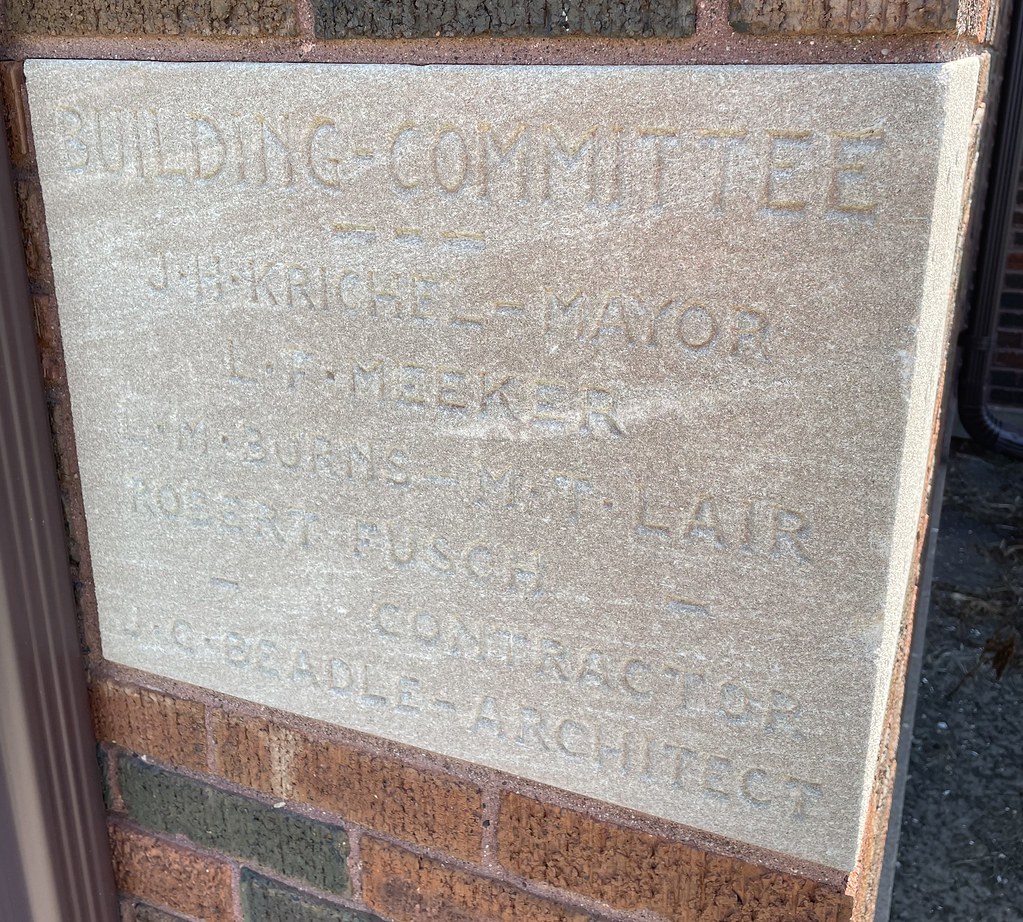 BUILDING-COMMITTEE
- - -
J·H·KRICHEL-MAYOR
L·F·MEEKER
L·M·BURNS-M·T·LAIR
ROBERT·FUSCH
- CONTRACTOR -
J·C·BEADLE-ARCHITECT